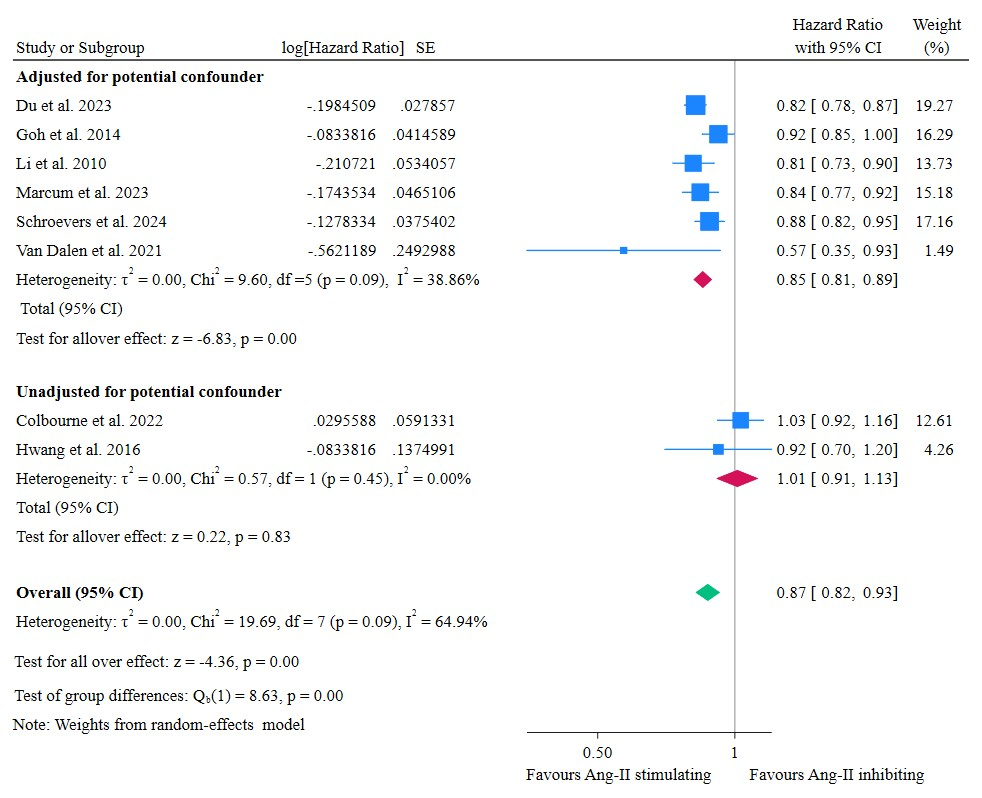 Hazard Ratio Weight
Study or Subgroup log[Hazard Ratio] SE with 95% CI (%)
Adjusted for potential confounder
Du et al. 2023 -.1984509 .027857 0.82 [ 0.78, 0.87] 19.27
Goh et al. 2014 -.0833816 .0414589 0.92 [ 0.85, 1.00] 16.29
Li et al. 2010 -.210721 .0534057 0.81 [ 0.73, 0.90] 13.73
Marcum et al. 2023 -.1743534 .0465106 0.84 [ 0.77, 0.92] 15.18
Schroevers et al. 2024 -.1278334 .0375402 0.88 [ 0.82, 0.95] 17.16
Van Dalen et al. 2021 -.5621189 .2492988 0.57 [ 0.35, 0.93] 1.49
Heterogeneity: τ² = 0.00, Chi² = 9.60, df =5 (p = 0.09), I² = 38.86% 0.85 [ 0.81, 0.89]
Total (95% CI)
Test for allover effect: z = -6.83, p = 0.00
Unadjusted for potential confounder
Colbourne et al. 2022 .0295588 .0591331 1.03 [ 0.92, 1.16] 12.61
Hwang et al. 2016 -.0833816 .1374991 0.92 [ 0.70, 1.20] 4.26
Heterogeneity: τ² = 0.00, Chi² = 0.57, df = 1 (p = 0.45), I² = 0.00% 1.01 [ 0.91, 1.13]
Total (95% CI)
Test for allover effect: z = 0.22, p = 0.83
Overall (95% CI) 0.87 [ 0.82, 0.93]
Heterogeneity: τ² = 0.00, Chi² = 19.69, df = 7 (p = 0.09), I² = 64.94%
Test for all over effect: z = -4.36, p = 0.00
Test of group differences: Q_b(1) = 8.63, p = 0.00
Note: Weights from random-effects model
0.50 1
Favours Ang-II stimulating Favours Ang-II inhibiting